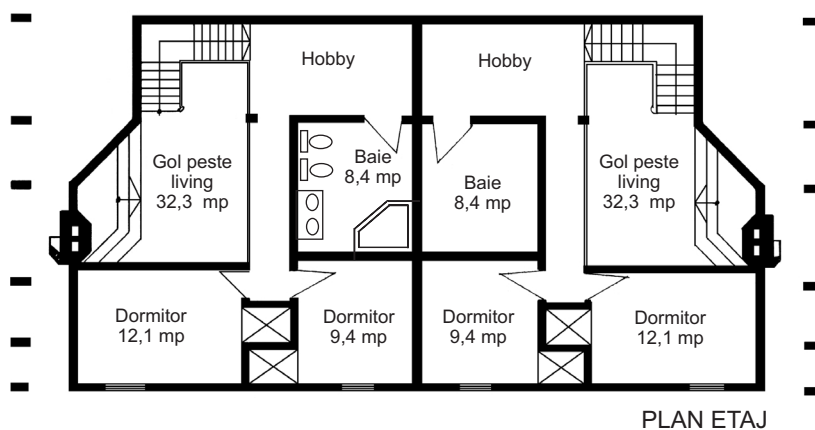 Hobby
Hobby
Gol peste
living
32,3 mp
Baie
8,4 mp
Baie
8,4 mp
Gol peste
living
32,3 mp
Dormitor
12,1 mp
Dormitor
9,4 mp
Dormitor
9,4 mp
Dormitor
12,1 mp
PLAN ETAJ